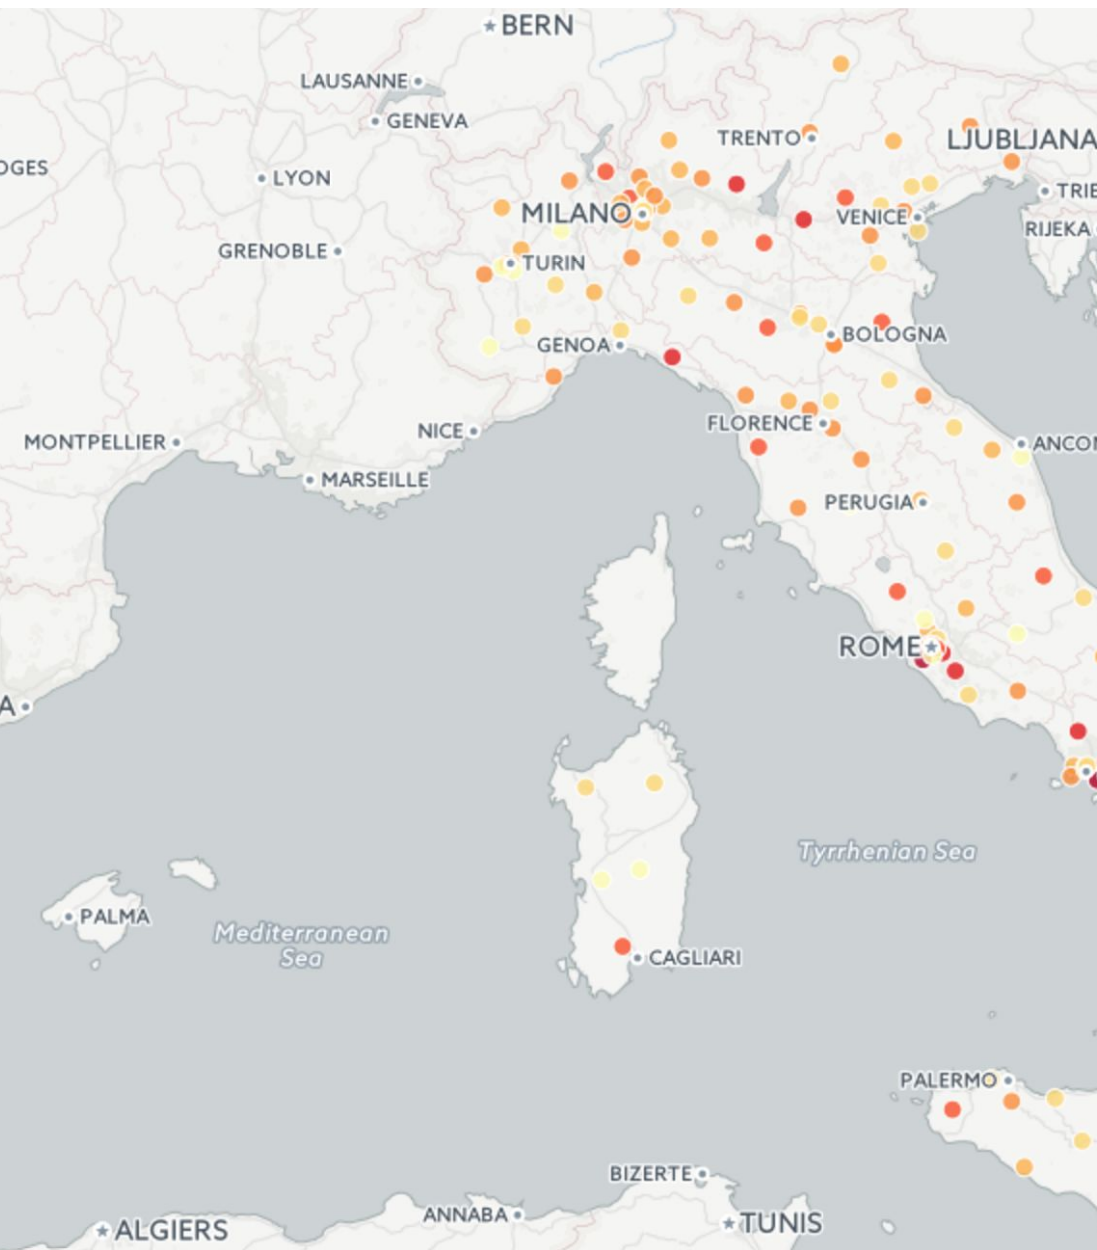 BERN
LAUSANNE
GENEVA
TRENTO
LJUBLJANA
OGES
LYON
TRIE
MILANO
VENICE
RIJEKA
GRENOBLE
TURIN
GENOA
BOLOGNA
FLORENCE
NICE
MONTPELLIER
ANCO
MARSEILLE
PERUGIA
ROME
A
Tyrrhenian Sea
PALMA
Mediterranean
Sea
CAGLIARI
PALERMO
BIZERTE
ANNABA
TUNIS
ALGIERS